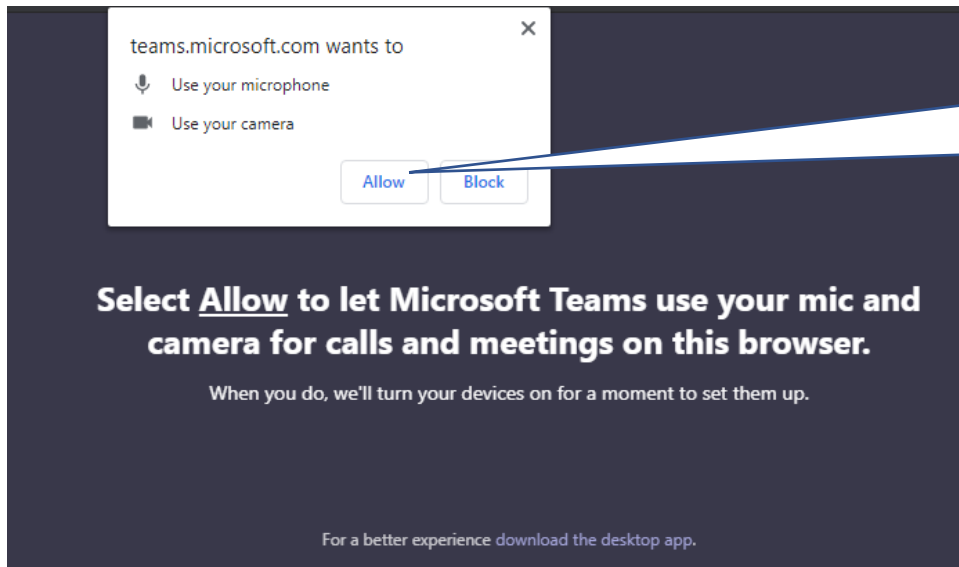 teams.microsoft.com wants to
Use your microphone
Use your camera
Allow
Block
Select Allow to let Microsoft Teams use your mic and
camera for calls and meetings on this browser.
When you do, we'll turn your devices on for a moment to set them up.
For a better experience download the desktop app.